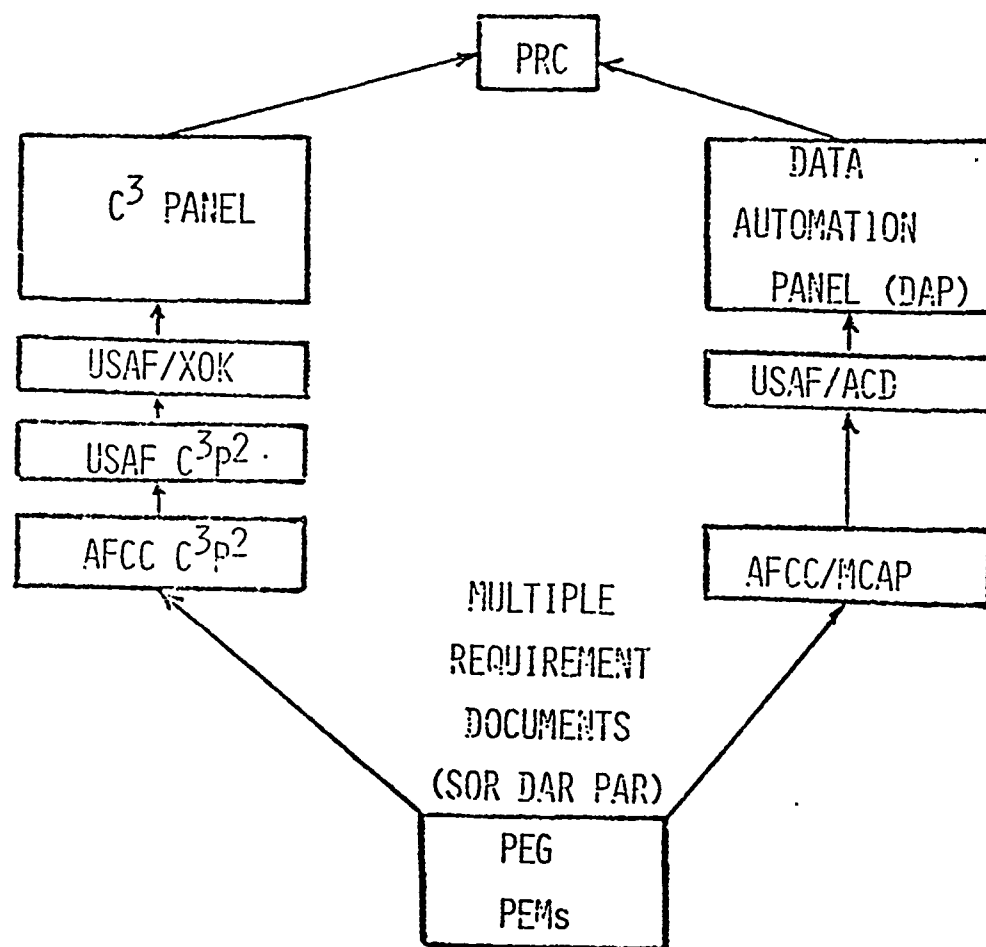 PRC
C³ PANEL
USAF/XOK
USAF C³P².
AFCC C³P²
DATA
AUTOMATION
PANEL (DAP)
USAF/ACD
AFCC/MCAP
MULTIPLE
REQUIREMENT
DOCUMENTS
(SOR DAR PAR)
PEG
PEMs